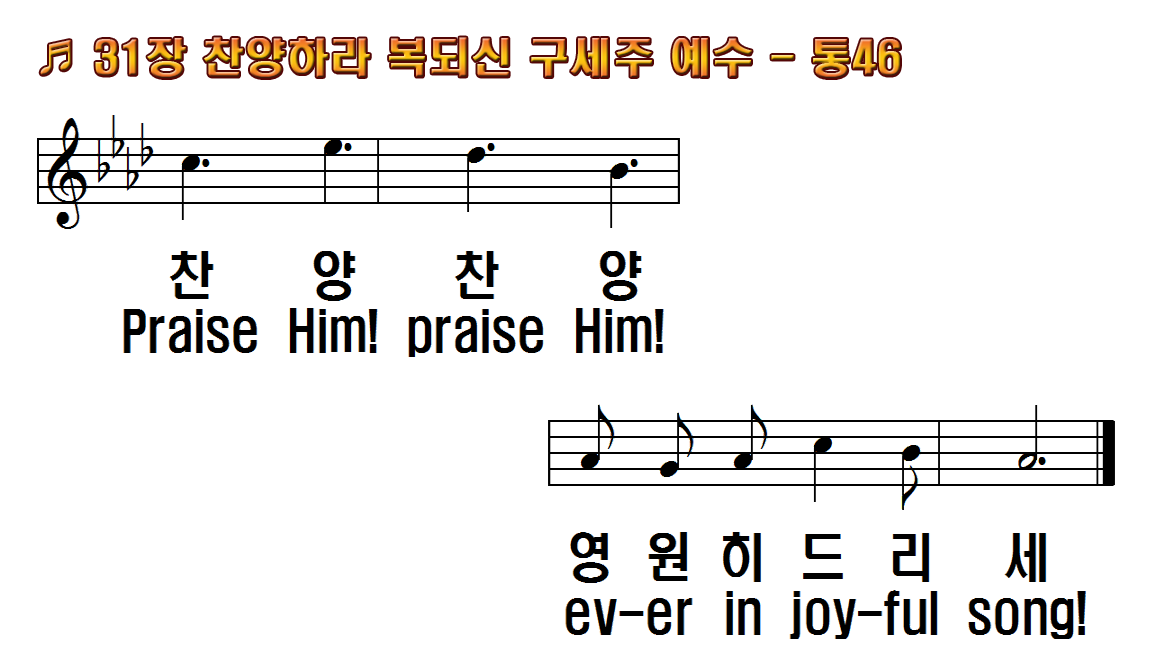 ♬ 31장 찬양하라 복되신 구세주 예수 - 통46
찬 양 찬 양
Praise Him! praise Him!
영 원 히 드 리 세
ev-er in joy-ful song!